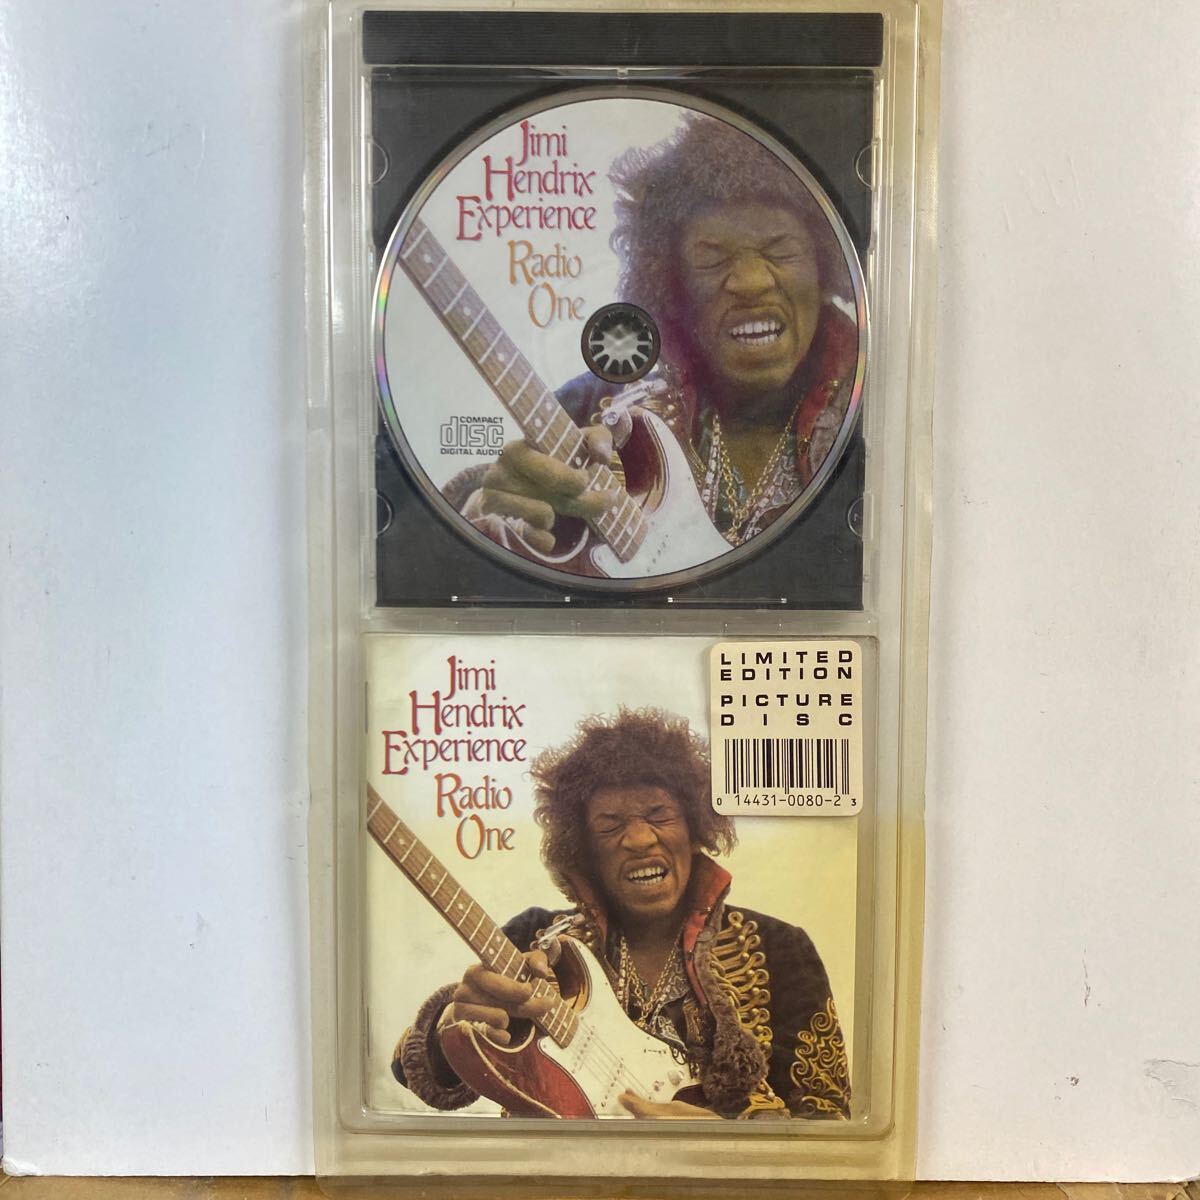 Jimi
Hendrix
Experience
Radio
One
COMPACT
disc
DIGITAL AUDIO
Jimi
Hendrix
Experience
Radio
One
LIMITED
EDITION
PICTURE
DISC
0 14431-0080-2 3